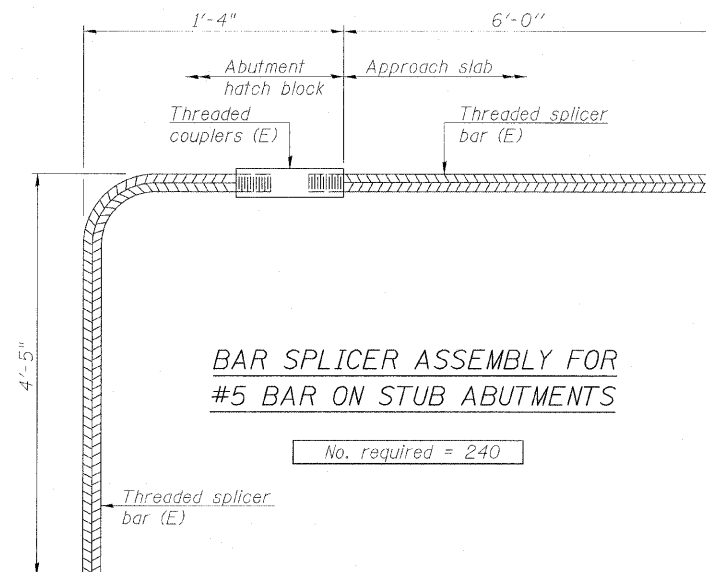 1'-4"
6'-0"
Abutment
hatch block
Approach slab
Threaded
couplers (E)
Threaded splicer
bar (E)
4'-5"
BAR SPLICER ASSEMBLY FOR
#5 BAR ON STUB ABUTMENTS
No. required = 240
Threaded splicer
bar (E)